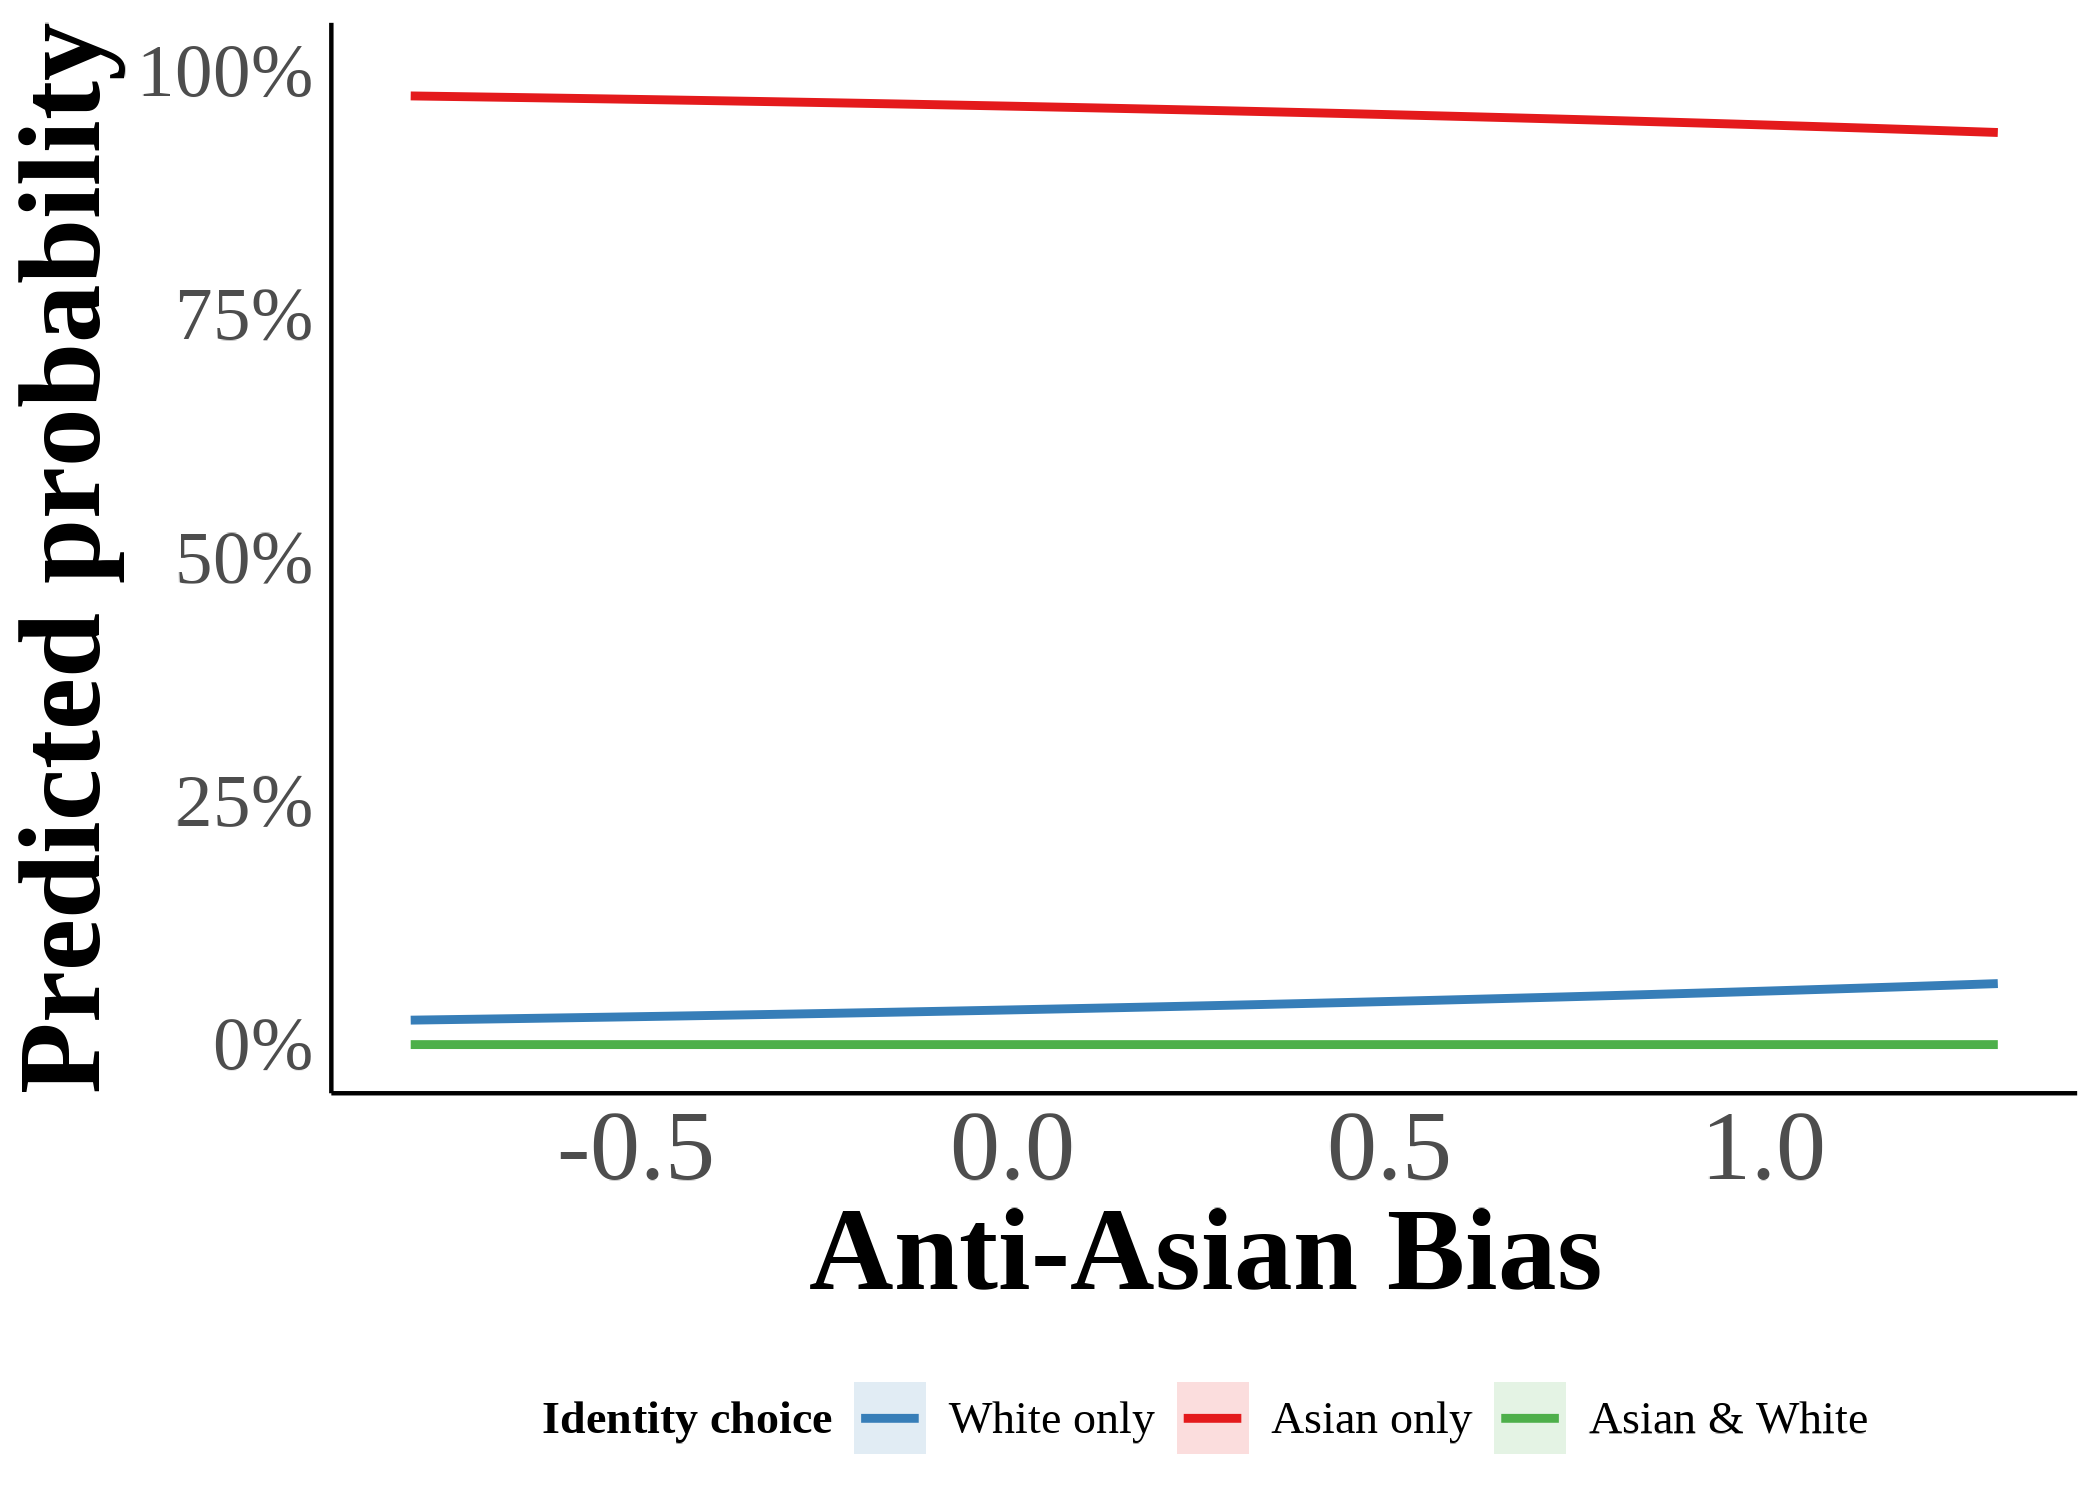 Predicted probability
100%
75%
50%
25%
0%
-0.5 0.0 0.5 1.0
Anti-Asian Bias
Identity choice White only Asian only Asian & White